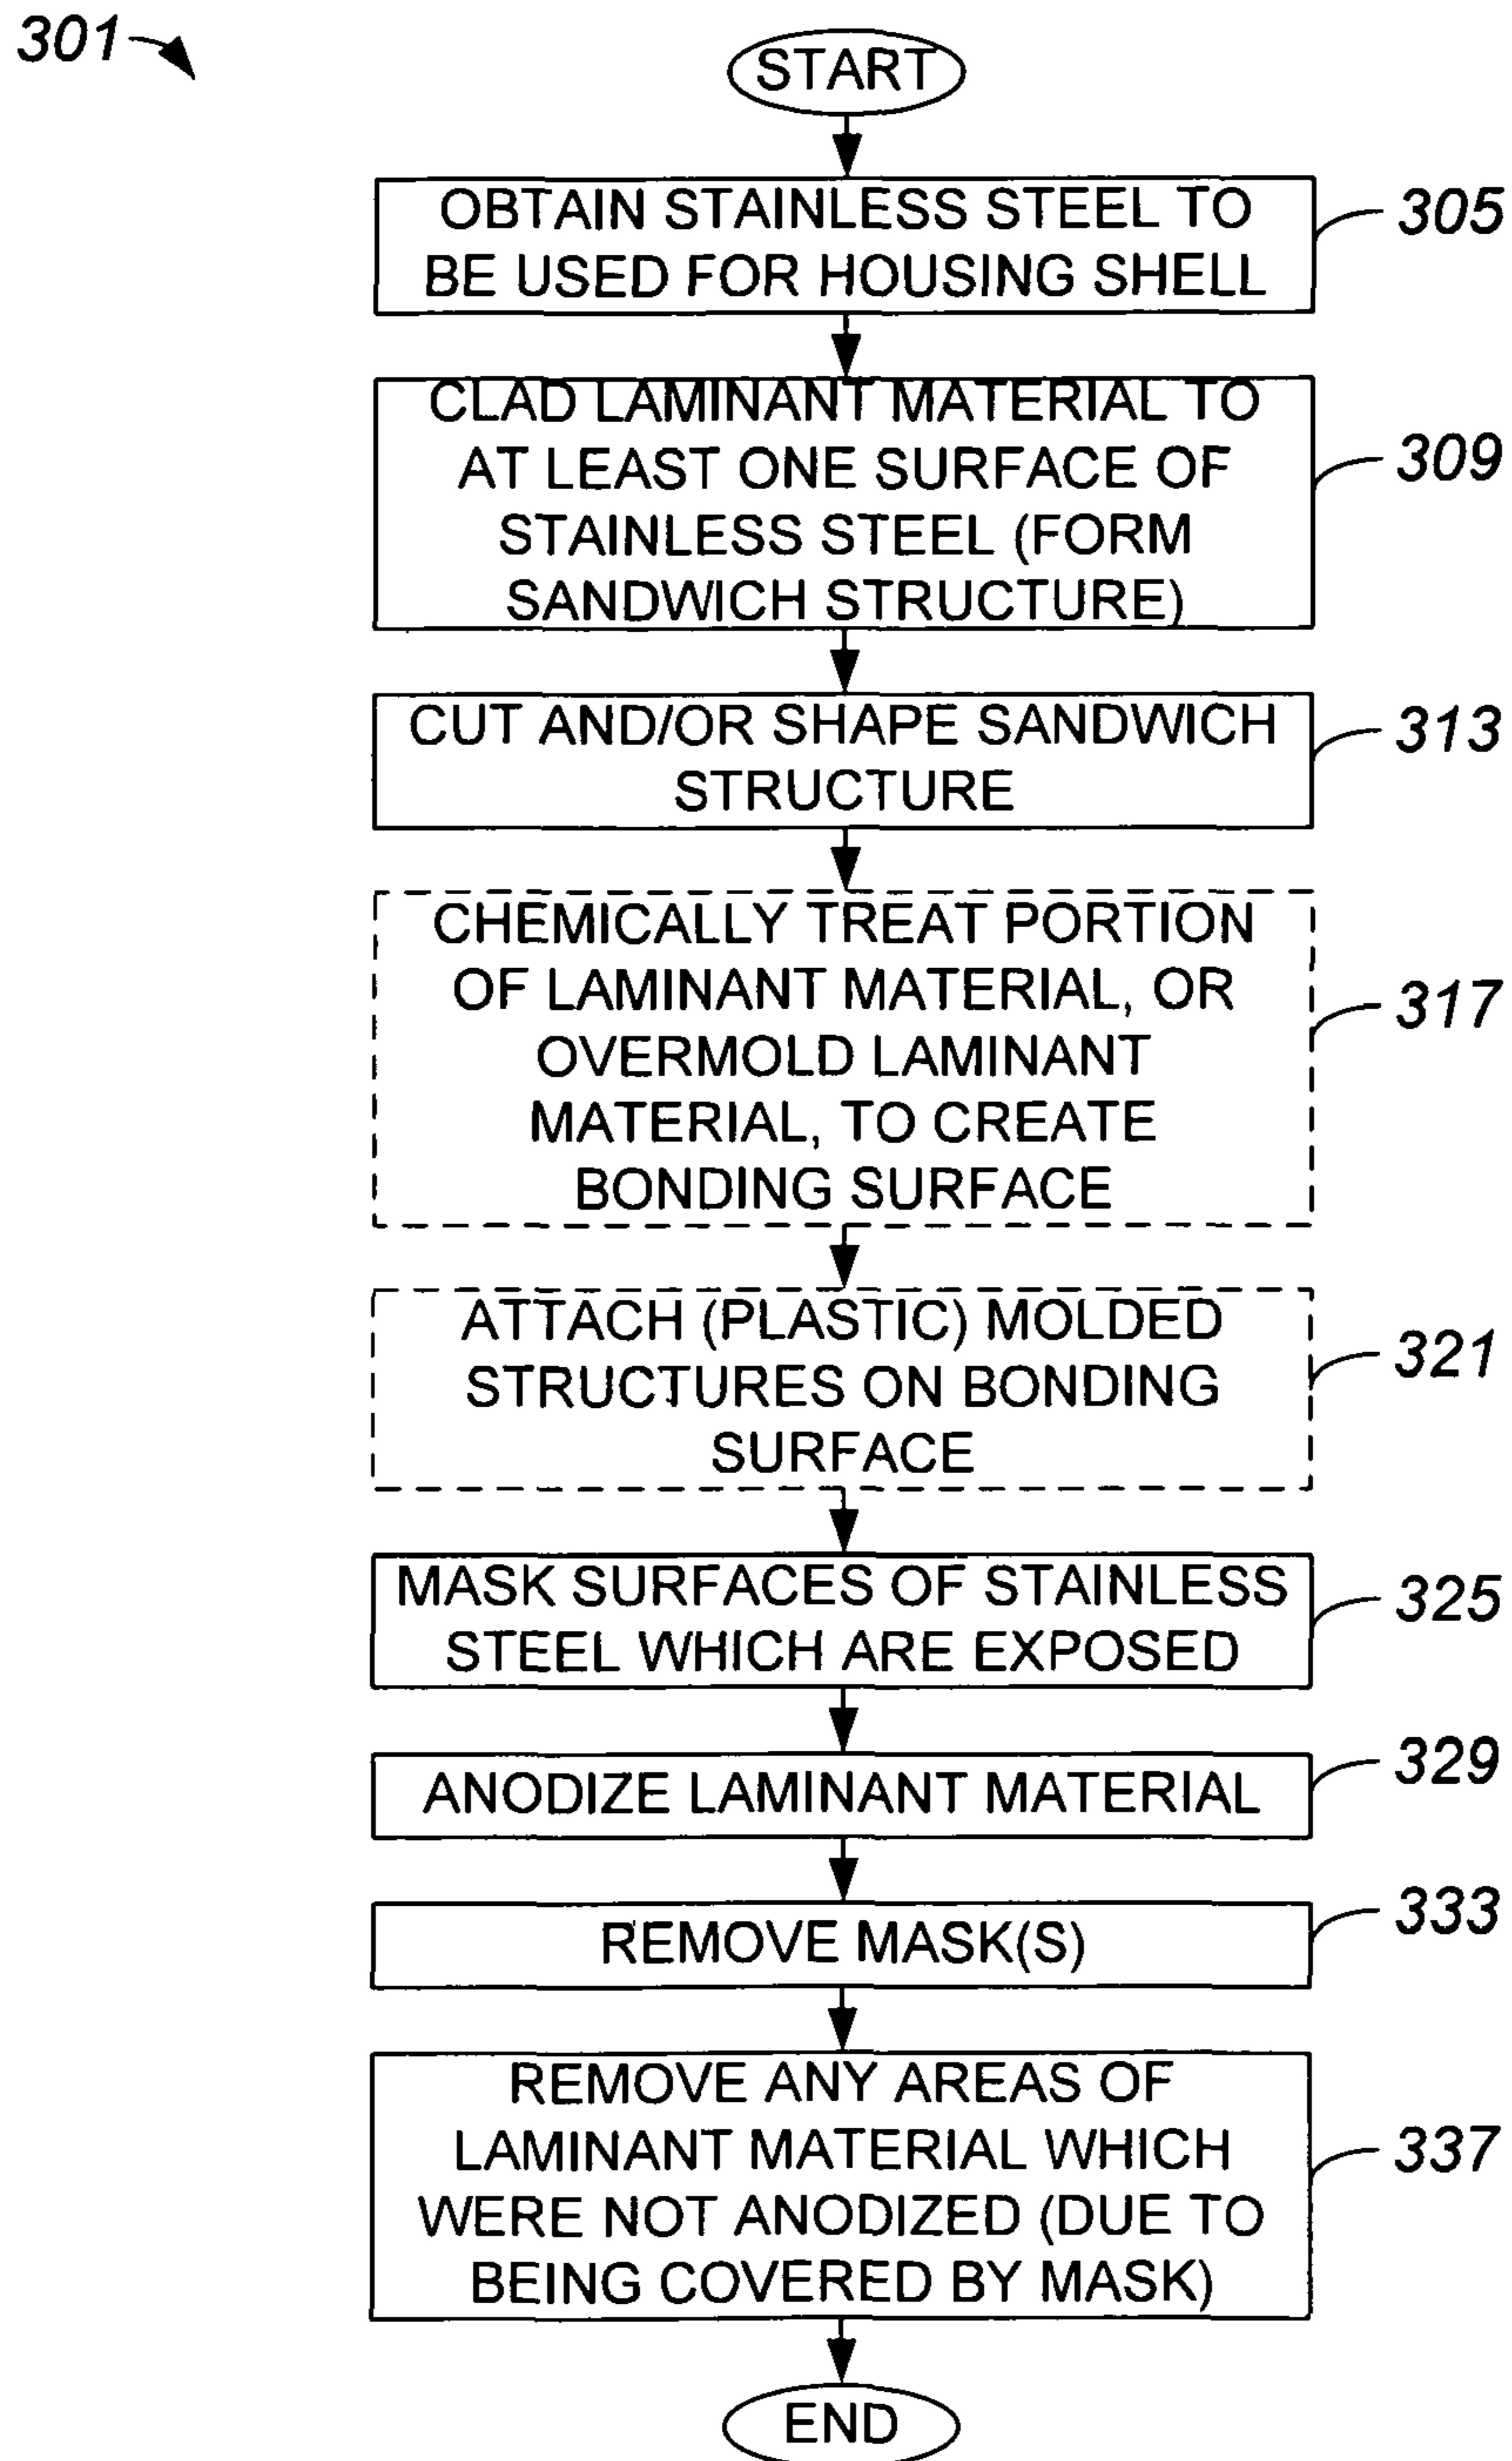 301
START
OBTAIN STAINLESS STEEL TO
BE USED FOR HOUSING SHELL
305
CLAD LAMINANT MATERIAL TO
AT LEAST ONE SURFACE OF
STAINLESS STEEL (FORM
SANDWICH STRUCTURE)
309
CUT AND/OR SHAPE SANDWICH
STRUCTURE
313
CHEMICALLY TREAT PORTION
OF LAMINANT MATERIAL, OR
OVERMOLD LAMINANT
MATERIAL, TO CREATE
BONDING SURFACE
317
ATTACH (PLASTIC) MOLDED
STRUCTURES ON BONDING
SURFACE
321
MASK SURFACES OF STAINLESS
STEEL WHICH ARE EXPOSED
325
ANODIZE LAMINANT MATERIAL
329
REMOVE MASK(S)
333
REMOVE ANY AREAS OF
LAMINANT MATERIAL WHICH
WERE NOT ANODIZED (DUE TO
BEING COVERED BY MASK)
337
END